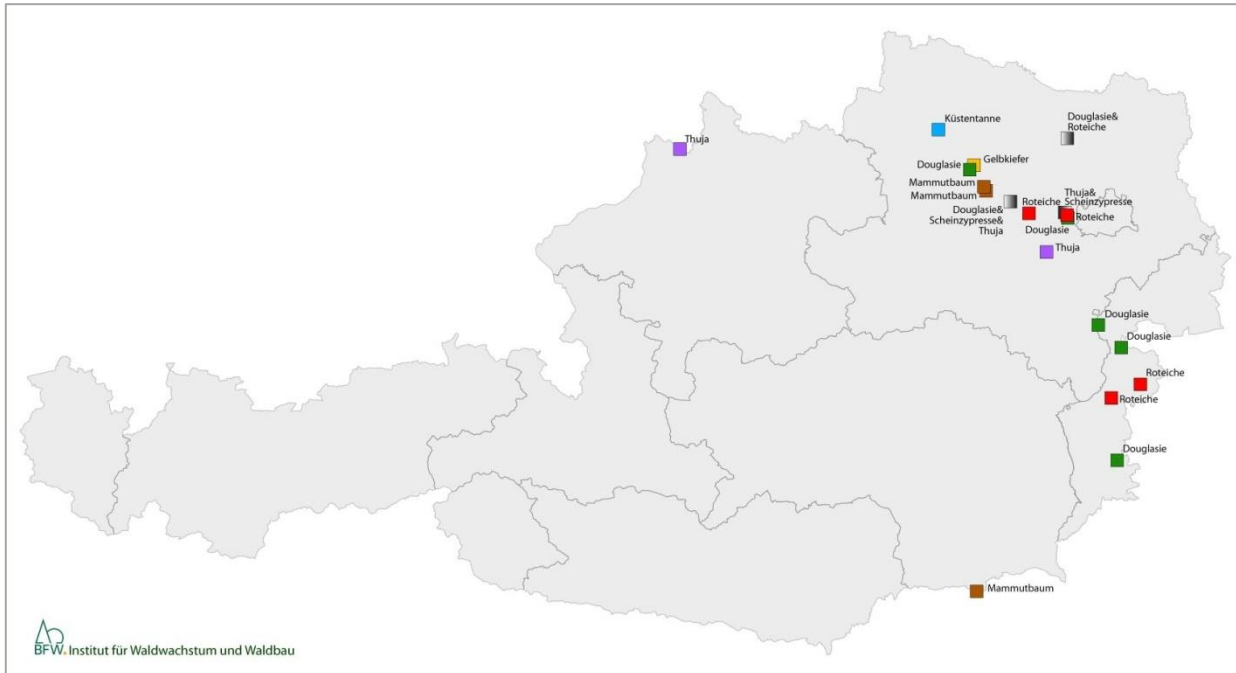 Küstentanne
Douglasie&
Roteiche
Thuja
Gelbkiefer
Douglasie
Mammutbaum
Mammutbaum
Thuja&
Scheinzypresse
Roteiche
Roteiche
Douglasie&
Scheinzypresse&
Thuja
Douglasie
Thuja
Douglasie
Douglasie
Roteiche
Roteiche
Douglasie
Mammutbaum
BFW. Institut für Waldwachstum und Waldbau